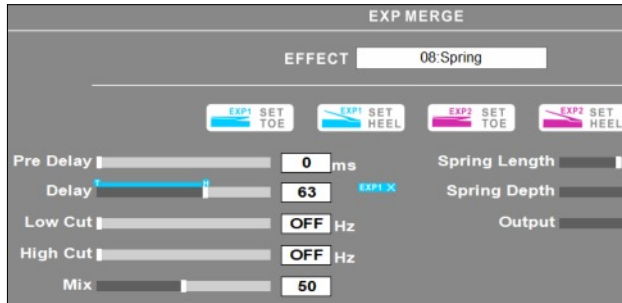 EXP MERGE
EFFECT 08:Spring
EXP1 SET TOE
EXP1 SET HEEL
EXP2 SET TOE
EXP2 SET HEEL
Pre Delay 0 ms
Spring Length
T H
Delay 63 EXP1 X
Spring Depth
Low Cut OFF Hz
Output
High Cut OFF Hz
Mix 50